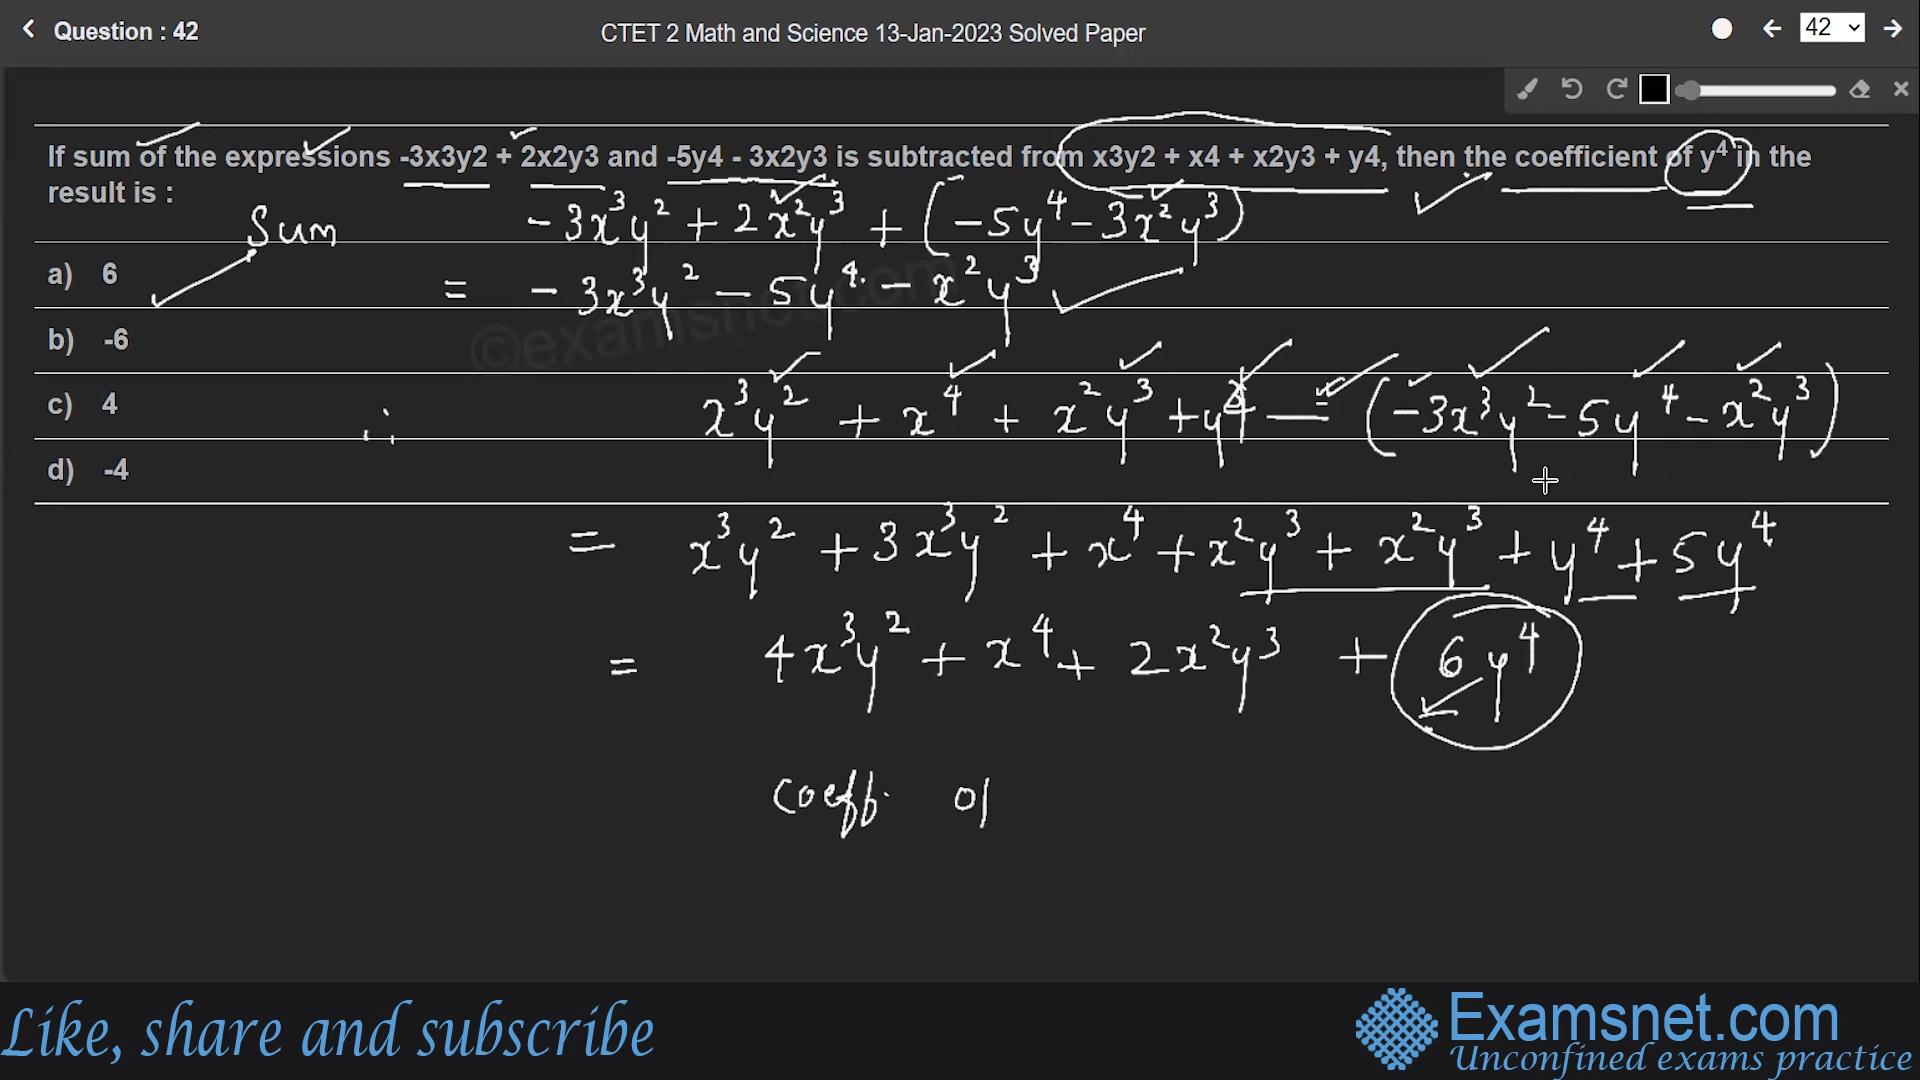 Question : 42
CTET 2 Math and Science 13-Jan-2023 Solved Paper
42
If sum of the expressions -3x3y2 + 2x2y3 and -5y4 - 3x2y3 is subtracted from x3y2 + x4 + x2y3 + y4, then the coefficient of y⁴ in the
result is :
Sum
-3x³y² + 2x²y³ + (-5y⁴-3x²y³)
a) 6
= -3x³y² - 5y⁴ - x²y³
©examsnet.com
b) -6
c) 4
∴ x³y² + x⁴ + x²y³ + y⁴ - (-3x³y² - 5y⁴ - x²y³)
d) -4
= x³y² + 3x³y² + x⁴ + x²y³ + x²y³ + y⁴ + 5y⁴
= 4x³y² + x⁴ + 2x²y³ + 6y⁴
Coeff. of
Like, share and subscribe
Examsnet.com
Unconfined exams practice